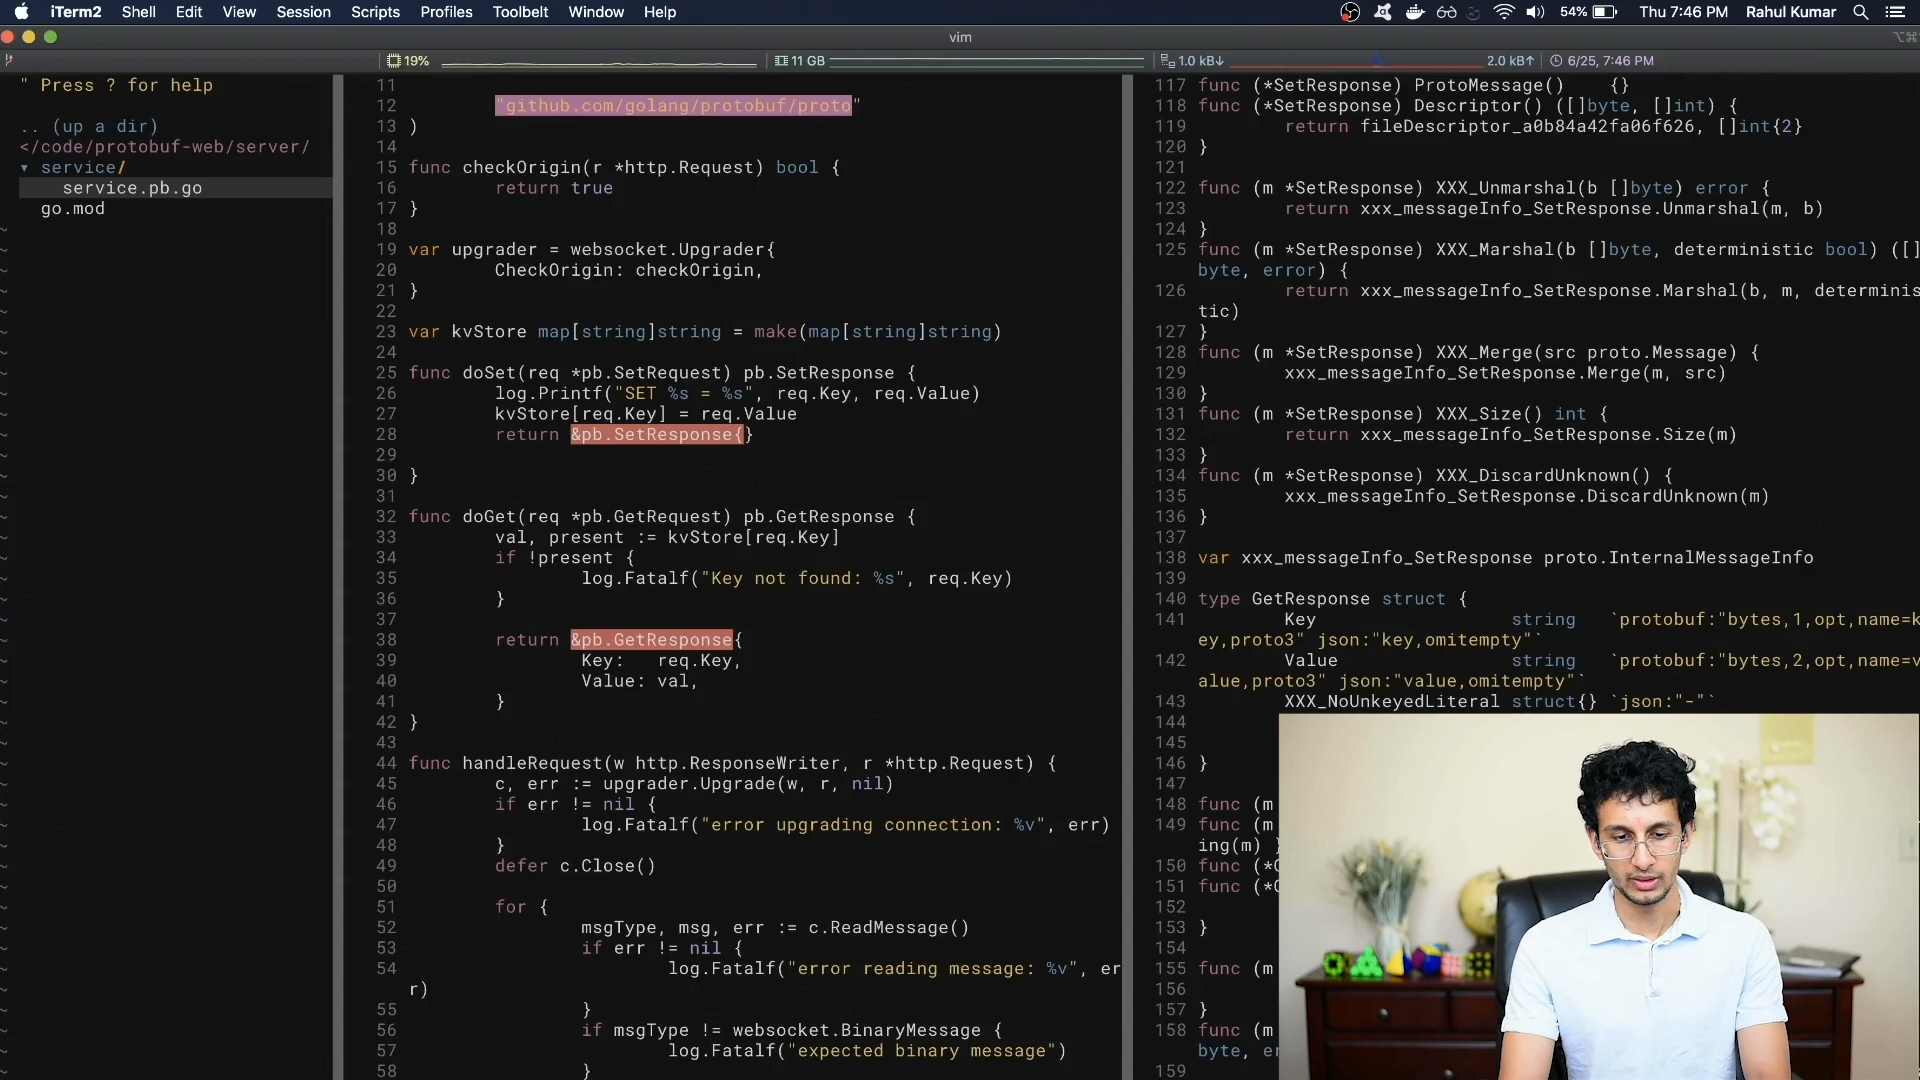 iTerm2 Shell Edit View Session Scripts Profiles Toolbelt Window Help 54% Thu 7:46 PM Rahul Kumar
vim
19% 11 GB 1.0 kB↓ 2.0 kB↑ 6/25, 7:46 PM
" Press ? for help
.. (up a dir)
</code/protobuf-web/server/
▾ service/
service.pb.go
go.mod
11
12 "github.com/golang/protobuf/proto"
13 )
14
15 func checkOrigin(r *http.Request) bool {
16 return true
17 }
18
19 var upgrader = websocket.Upgrader{
20 CheckOrigin: checkOrigin,
21 }
22
23 var kvStore map[string]string = make(map[string]string)
24
25 func doSet(req *pb.SetRequest) pb.SetResponse {
26 log.Printf("SET %s = %s", req.Key, req.Value)
27 kvStore[req.Key] = req.Value
28 return &pb.SetResponse{}
29
30 }
31
32 func doGet(req *pb.GetRequest) pb.GetResponse {
33 val, present := kvStore[req.Key]
34 if !present {
35 log.Fatalf("Key not found: %s", req.Key)
36 }
37
38 return &pb.GetResponse{
39 Key: req.Key,
40 Value: val,
41 }
42 }
43
44 func handleRequest(w http.ResponseWriter, r *http.Request) {
45 c, err := upgrader.Upgrade(w, r, nil)
46 if err != nil {
47 log.Fatalf("error upgrading connection: %v", err)
48 }
49 defer c.Close()
50
51 for {
52 msgType, msg, err := c.ReadMessage()
53 if err != nil {
54 log.Fatalf("error reading message: %v", er
r)
55 }
56 if msgType != websocket.BinaryMessage {
57 log.Fatalf("expected binary message")
58 }
117 func (*SetResponse) ProtoMessage() {}
118 func (*SetResponse) Descriptor() ([]byte, []int) {
119 return fileDescriptor_a0b84a42fa06f626, []int{2}
120 }
121
122 func (m *SetResponse) XXX_Unmarshal(b []byte) error {
123 return xxx_messageInfo_SetResponse.Unmarshal(m, b)
124 }
125 func (m *SetResponse) XXX_Marshal(b []byte, deterministic bool) ([]
byte, error) {
126 return xxx_messageInfo_SetResponse.Marshal(b, m, determinis
tic)
127 }
128 func (m *SetResponse) XXX_Merge(src proto.Message) {
129 xxx_messageInfo_SetResponse.Merge(m, src)
130 }
131 func (m *SetResponse) XXX_Size() int {
132 return xxx_messageInfo_SetResponse.Size(m)
133 }
134 func (m *SetResponse) XXX_DiscardUnknown() {
135 xxx_messageInfo_SetResponse.DiscardUnknown(m)
136 }
137
138 var xxx_messageInfo_SetResponse proto.InternalMessageInfo
139
140 type GetResponse struct {
141 Key string `protobuf:"bytes,1,opt,name=k
ey,proto3" json:"key,omitempty"`
142 Value string `protobuf:"bytes,2,opt,name=v
alue,proto3" json:"value,omitempty"`
143 XXX_NoUnkeyedLiteral struct{} `json:"-"`
144
145
146 }
147
148 func (m
149 func (m
ing(m) }
150 func (*G
151 func (*G
152
153 }
154
155 func (m
156
157 }
158 func (m
byte, er
159